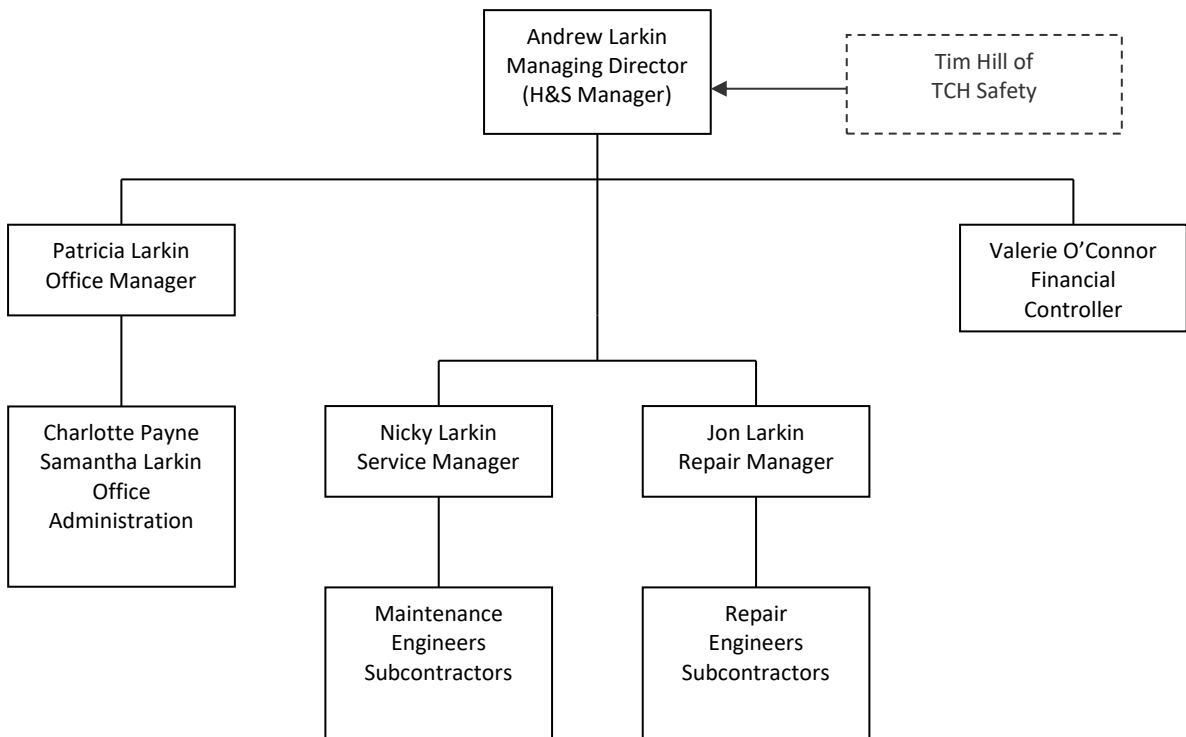 Andrew Larkin
Managing Director
(H&S Manager)
Tim Hill of
TCH Safety
Patricia Larkin
Office Manager
Valerie O’Connor
Financial
Controller
Charlotte Payne
Samantha Larkin
Office
Administration
Nicky Larkin
Service Manager
Jon Larkin
Repair Manager
Maintenance
Engineers
Subcontractors
Repair
Engineers
Subcontractors